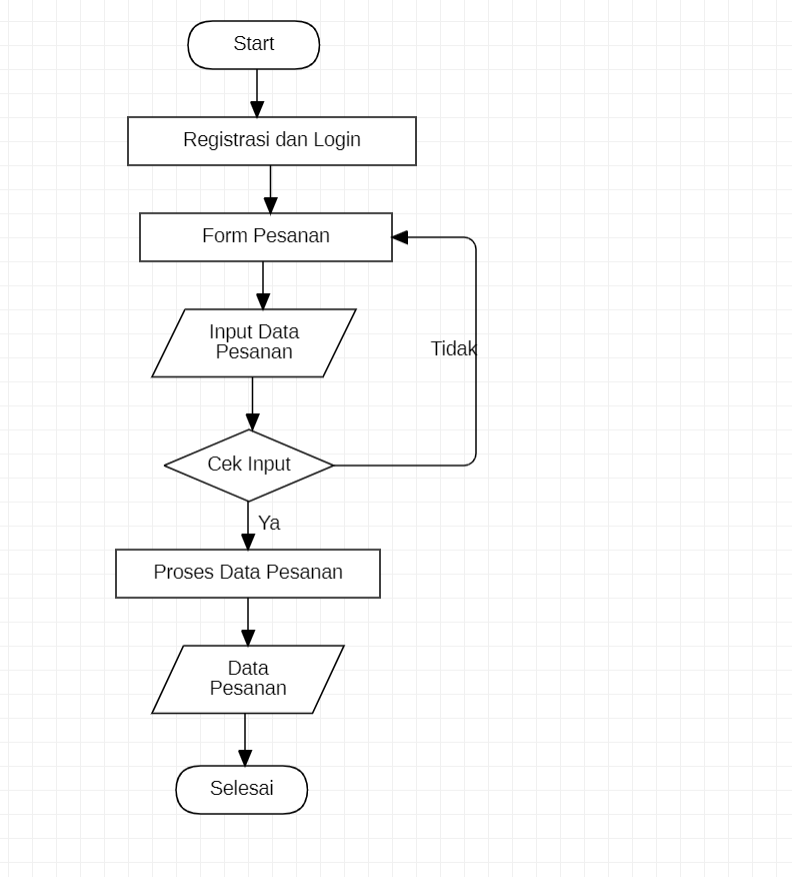 Start
Registrasi dan Login
Form Pesanan
Input Data
Pesanan
Tidak
Cek Input
Ya
Proses Data Pesanan
Data
Pesanan
Selesai